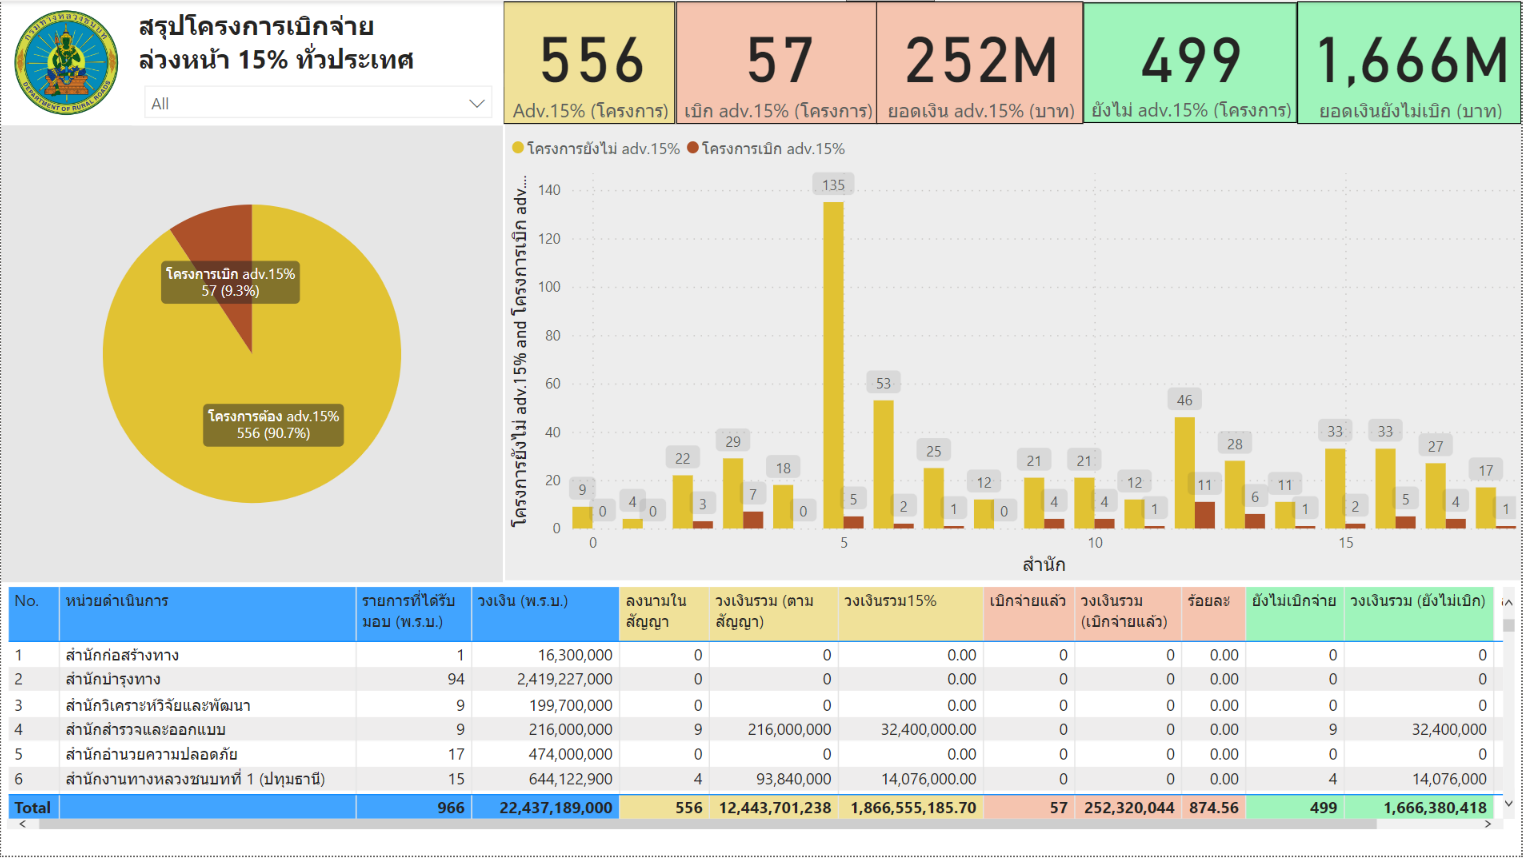 กรมทางหลวงชนบท
DEPARTMENT OF RURAL ROADS
สรุปโครงการเบิกจ่าย
ล่วงหน้า 15% ทั่วประเทศ
All
556
Adv.15% (โครงการ)
57
เบิก adv.15% (โครงการ)
252M
ยอดเงิน adv.15% (บาท)
499
ยังไม่ adv.15% (โครงการ)
1,666M
ยอดเงินยังไม่เบิก (บาท)
โครงการเบิก adv.15%
57 (9.3%)
โครงการต้อง adv.15%
556 (90.7%)
โครงการยังไม่ adv.15% โครงการเบิก adv.15%
โครงการยังไม่ adv.15% and โครงการเบิก adv....
140
120
100
80
60
40
20
0
9 0 4 0 22 3 29 7 18 0 135 5 53 2 25 1 12 0 21 4 21 4 12 1 46 11 28 6 11 1 33 2 33 5 27 4 17 1
0 5 10 15
สำนัก
No. หน่วยดำเนินการ รายการที่ได้รับ วงเงิน (พ.ร.บ.) ลงนามใน วงเงินรวม (ตาม วงเงินรวม15% เบิกจ่ายแล้ว วงเงินรวม ร้อยละ ยังไม่เบิกจ่าย วงเงินรวม (ยังไม่เบิก)
มอบ (พ.ร.บ.) สัญญา สัญญา) (เบิกจ่ายแล้ว)
1 สำนักก่อสร้างทาง 1 16,300,000 0 0 0.00 0 0 0.00 0 0
2 สำนักบำรุงทาง 94 2,419,227,000 0 0 0.00 0 0 0.00 0 0
3 สำนักวิเคราะห์วิจัยและพัฒนา 9 199,700,000 0 0 0.00 0 0 0.00 0 0
4 สำนักสำรวจและออกแบบ 9 216,000,000 9 216,000,000 32,400,000.00 0 0 0.00 9 32,400,000
5 สำนักอำนวยความปลอดภัย 17 474,000,000 0 0 0.00 0 0 0.00 0 0
6 สำนักงานทางหลวงชนบทที่ 1 (ปทุมธานี) 15 644,122,900 4 93,840,000 14,076,000.00 0 0 0.00 4 14,076,000
Total 966 22,437,189,000 556 12,443,701,238 1,866,555,185.70 57 252,320,044 874.56 499 1,666,380,418